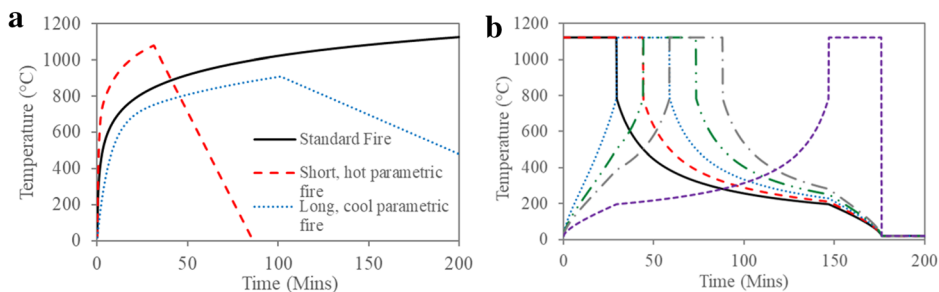 a
1200
1000
800
600
400
200
0
Temperature (°C)
Standard Fire
Short, hot parametric
fire
Long, cool parametric
fire
0 50 100 150 200
Time (Mins)
b
1200
1000
800
600
400
200
0
Temperature (°C)
0 50 100 150 200
Time (Mins)